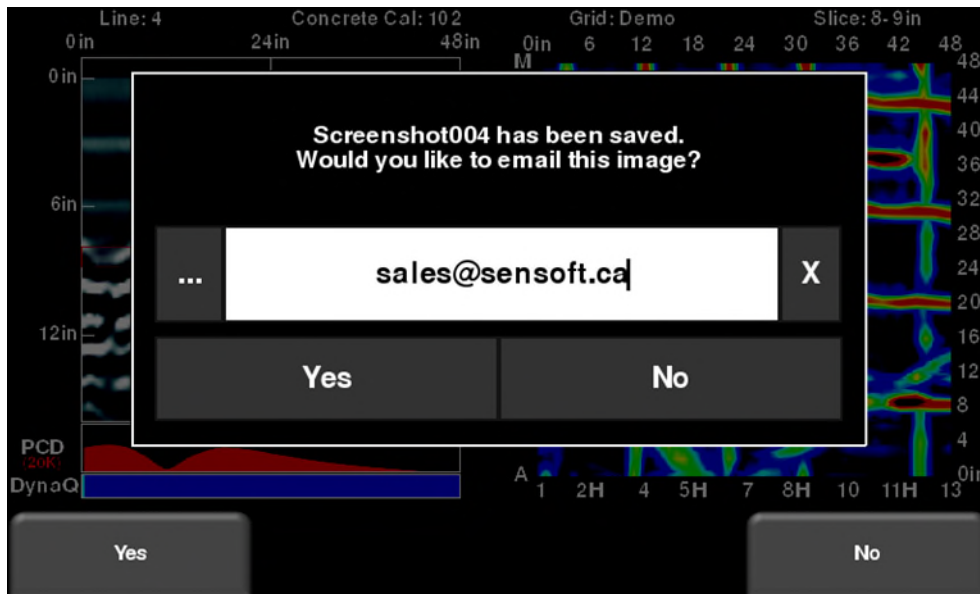 Line: 4 Concrete Cal: 102 Grid: Demo Slice: 8-9in
0in 24in 48in 0in 6 12 18 24 30 36 42 48
M 48
0in
44
40
36
6in 32
28
24
20
12in 16
12
8
4
0in
PCD
(20K)
DynaQ
A
1 2H 4 5H 7 8H 10 11H 13
Screenshot004 has been saved.
Would you like to email this image?
... sales@sensoft.ca X
Yes No
Yes No